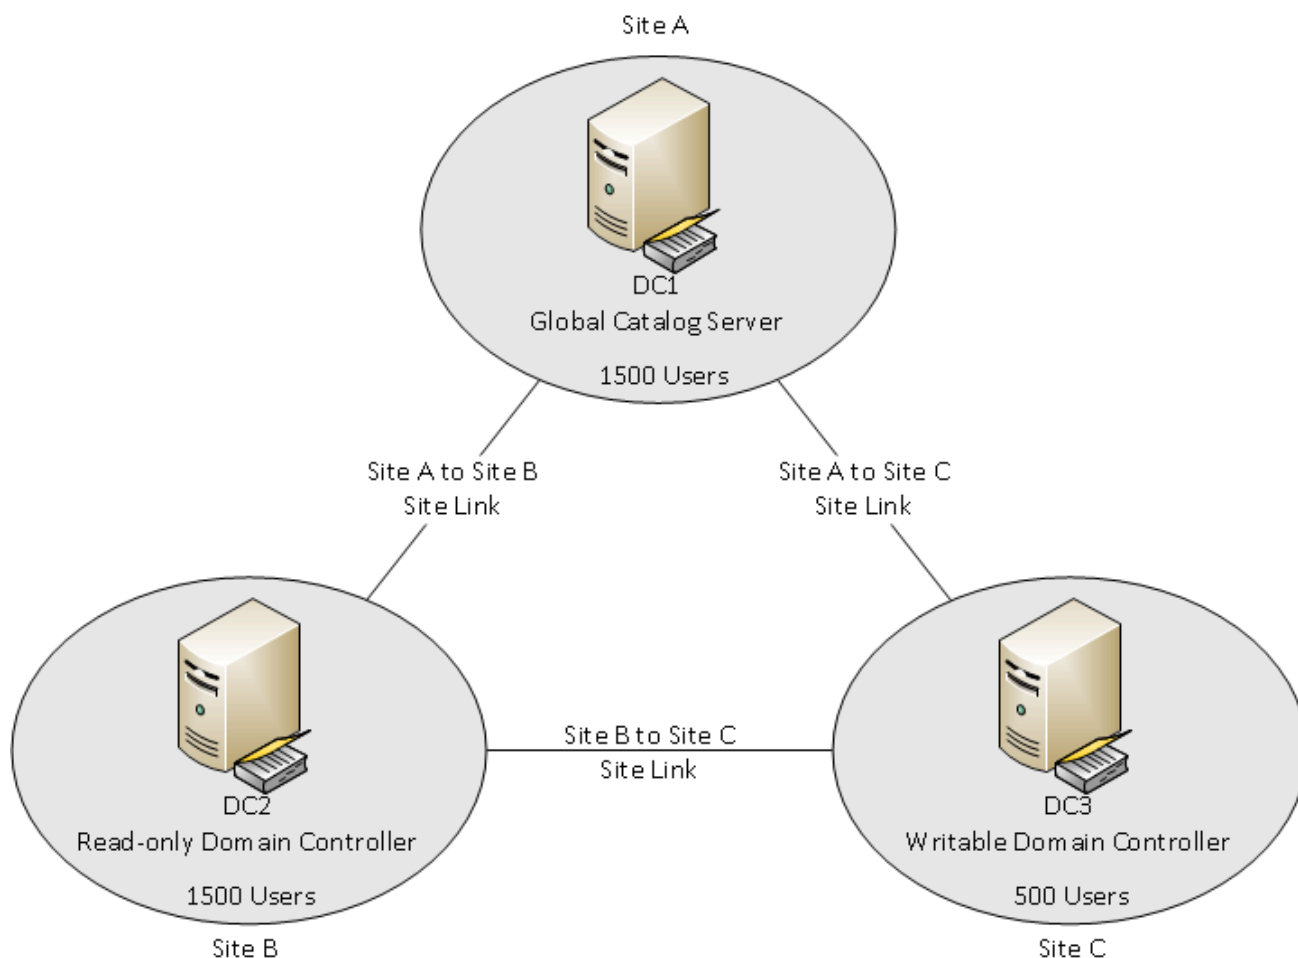 Site A
DC1
Global Catalog Server
1500 Users
Site A to Site B
Site Link
Site A to Site C
Site Link
DC2
Read-only Domain Controller
1500 Users
Site B
Site B to Site C
Site Link
DC3
Writable Domain Controller
500 Users
Site C